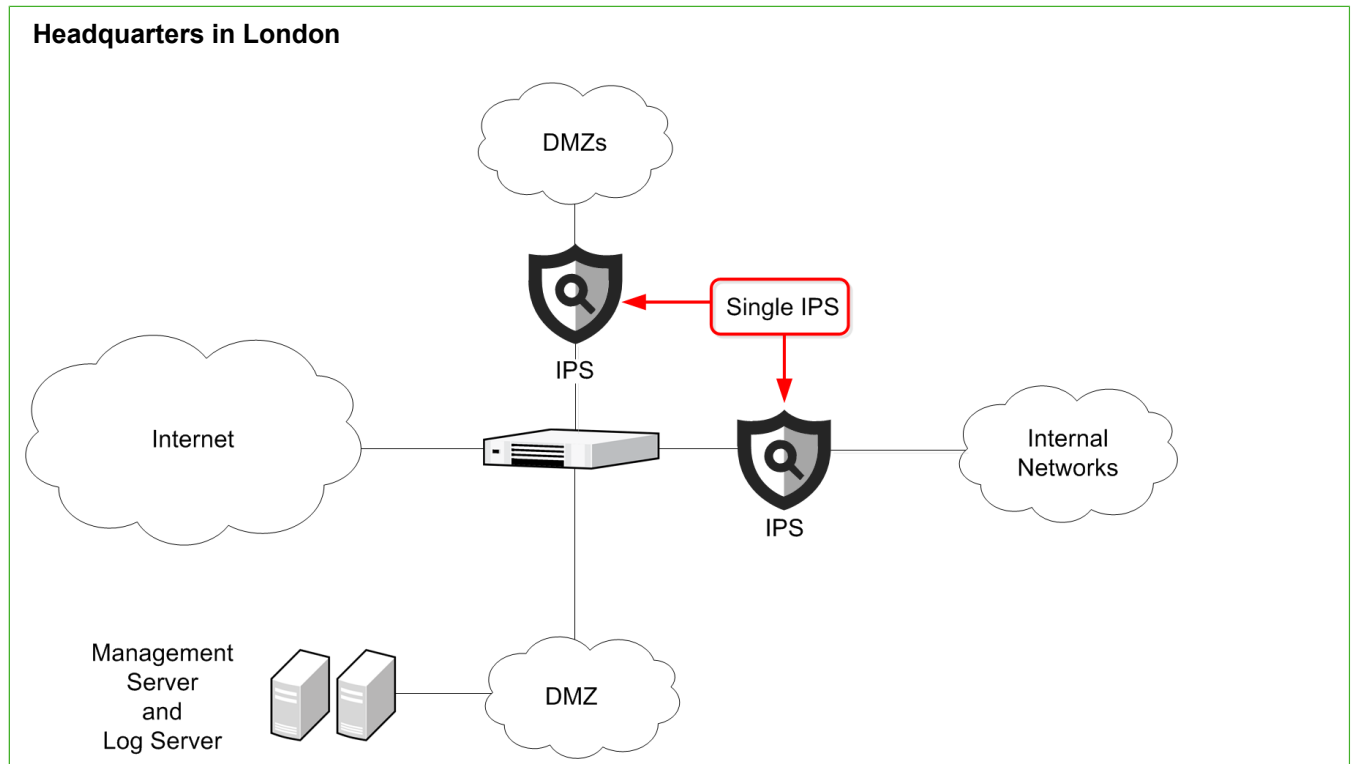 Headquarters in London
DMZs
Single IPS
IPS
Internet
Internal
Networks
IPS
Management
Server
and
Log Server
DMZ